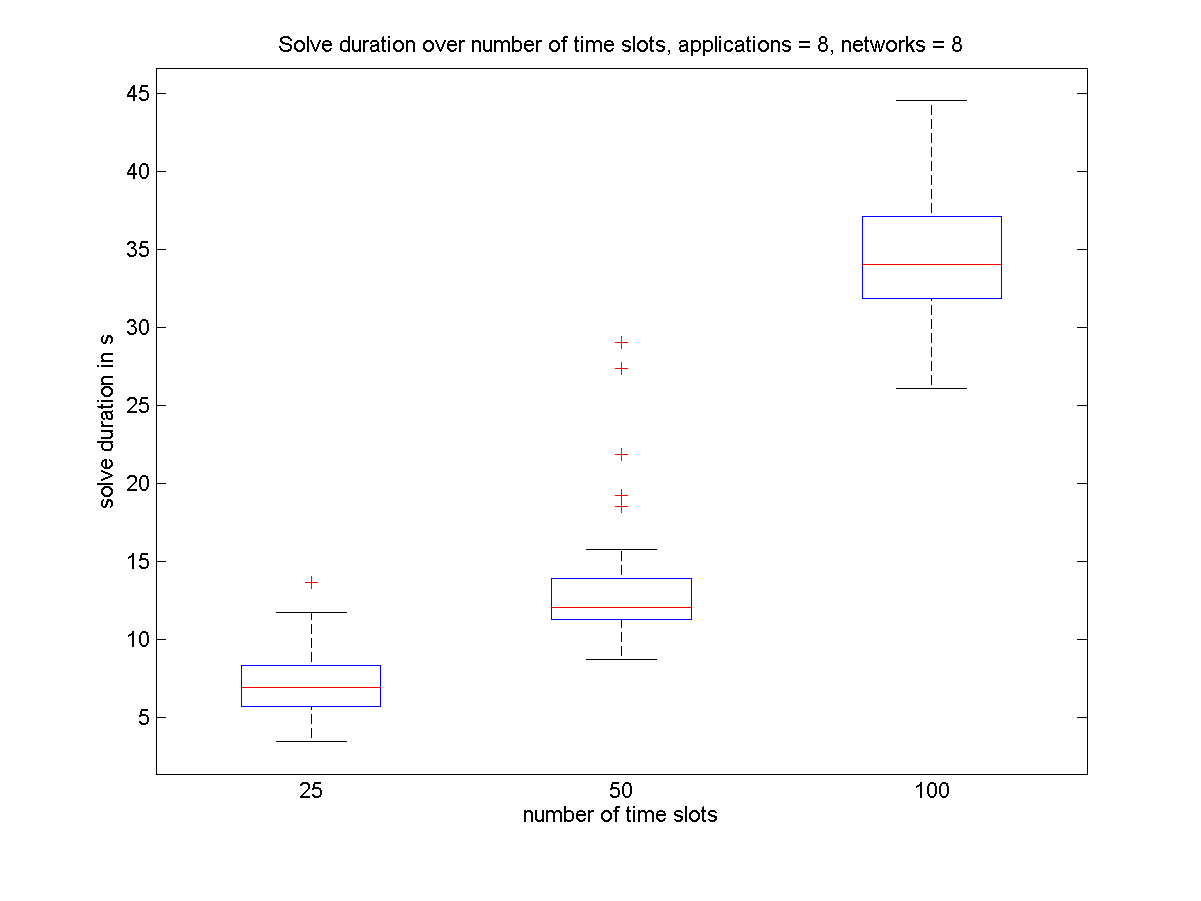 Solve duration over number of time slots, applications = 8, networks = 8
45
40
35
30
25
20
15
10
5
solve duration in s
25 50 100
number of time slots